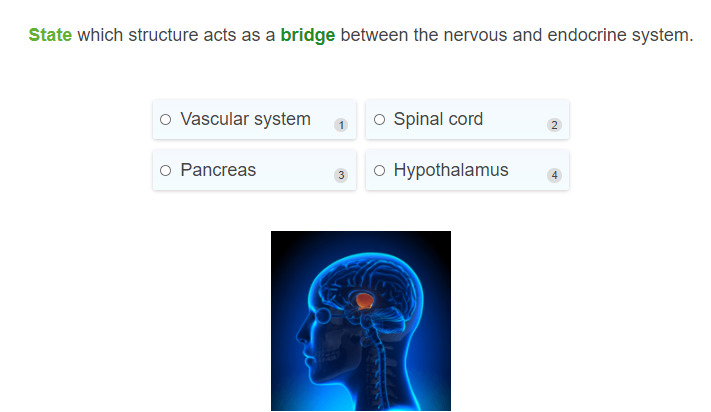 State which structure acts as a bridge between the nervous and endocrine system.
Vascular system 1
Spinal cord 2
Pancreas 3
Hypothalamus 4